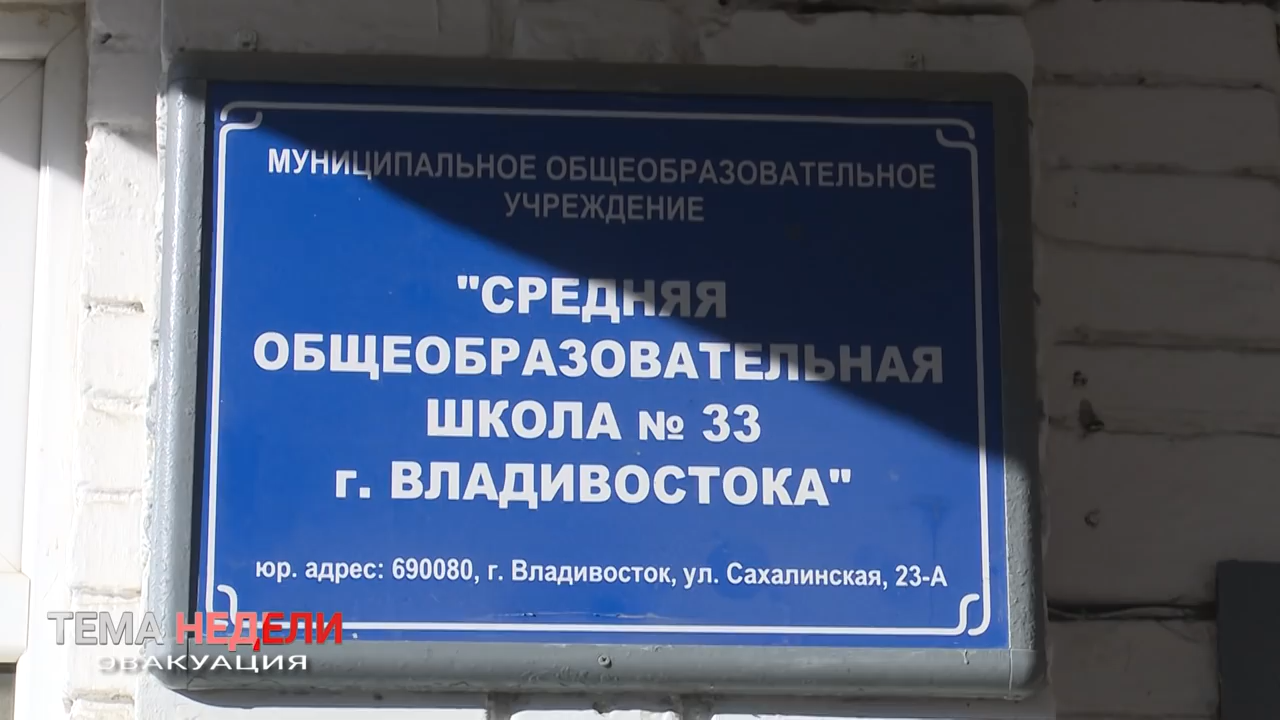 МУНИЦИПАЛЬНОЕ ОБЩЕОБРАЗОВАТЕЛЬНОЕ
УЧРЕЖДЕНИЕ
"СРЕДНЯЯ
ОБЩЕОБРАЗОВАТЕЛЬНАЯ
ШКОЛА № 33
г. ВЛАДИВОСТОКА"
юр. адрес: 690080, г. Владивосток, ул. Сахалинская, 23-А
ТЕМА НЕДЕЛИ
ЭВАКУАЦИЯ